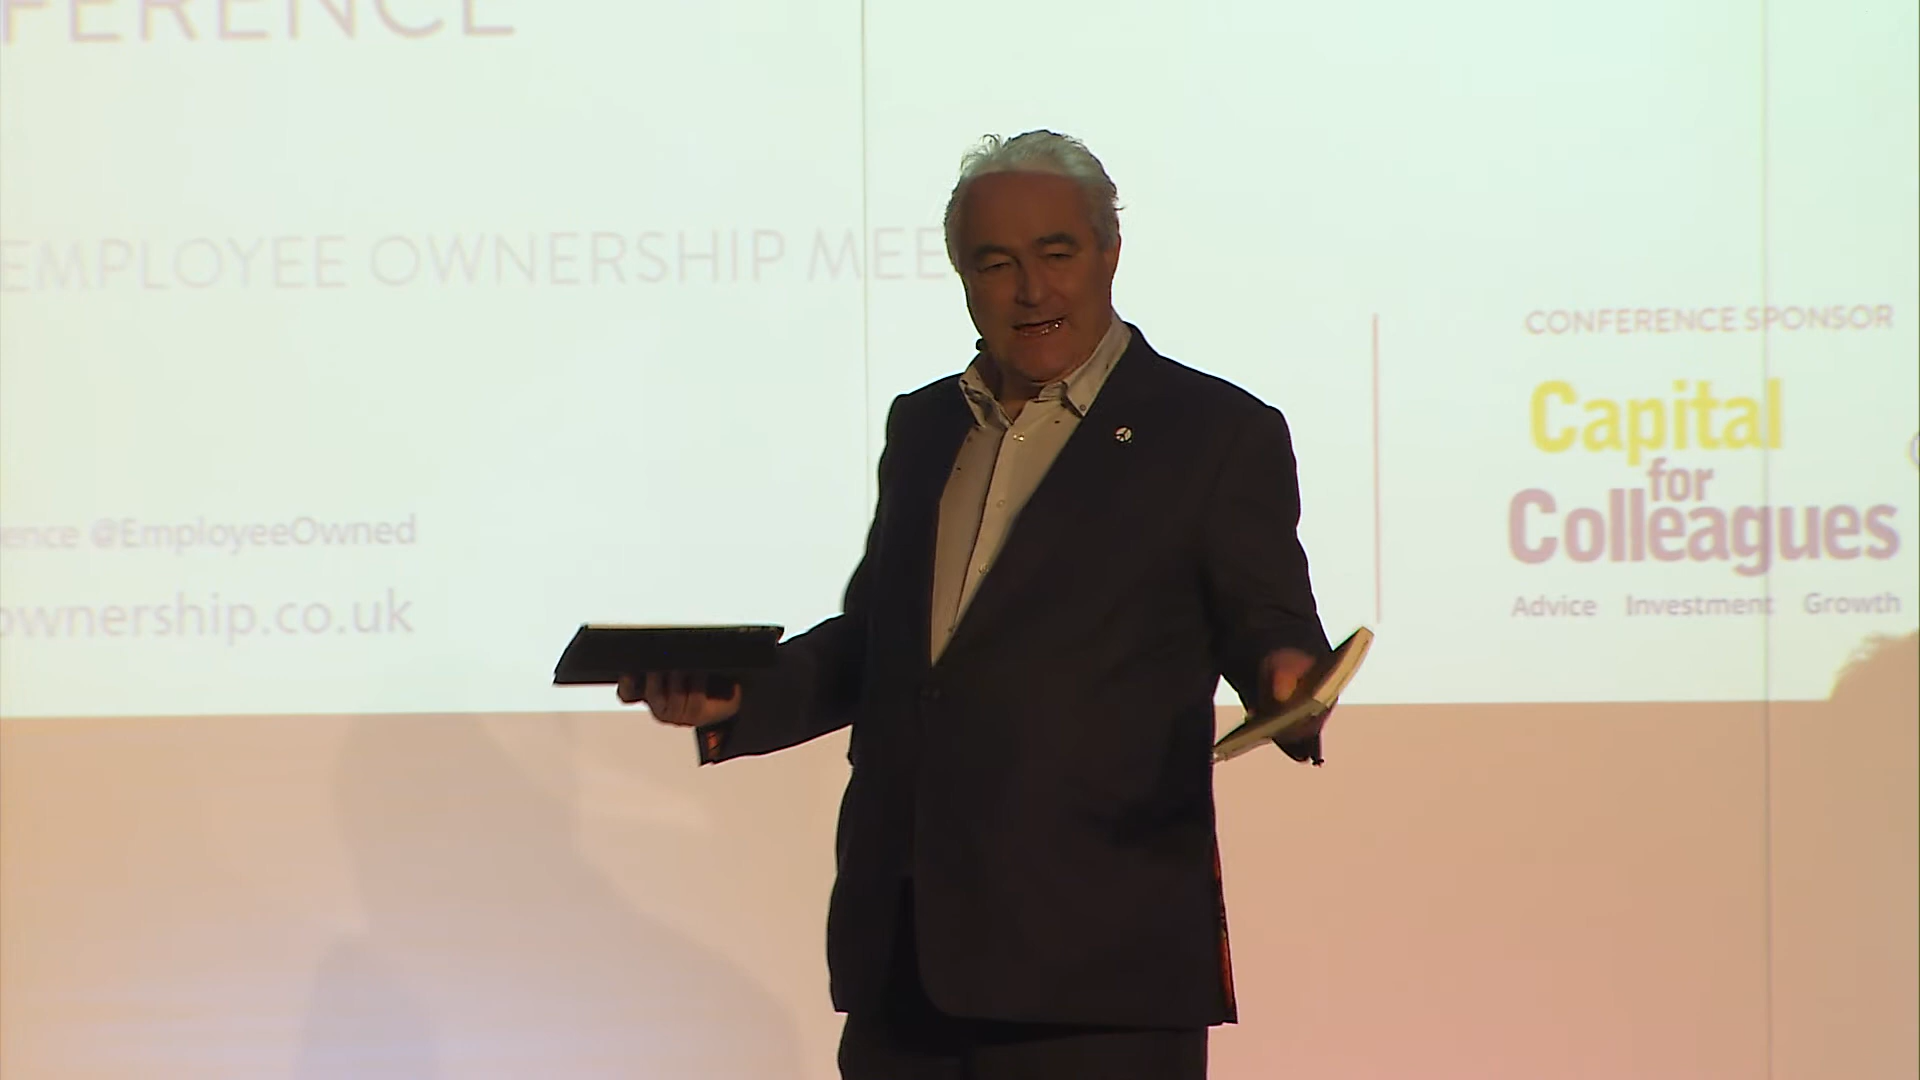 FERENCE
EMPLOYEE OWNERSHIP MEE
CONFERENCE SPONSOR
Capital
for
Colleagues
Advice Investment Growth
ence @EmployeeOwned
ownership.co.uk